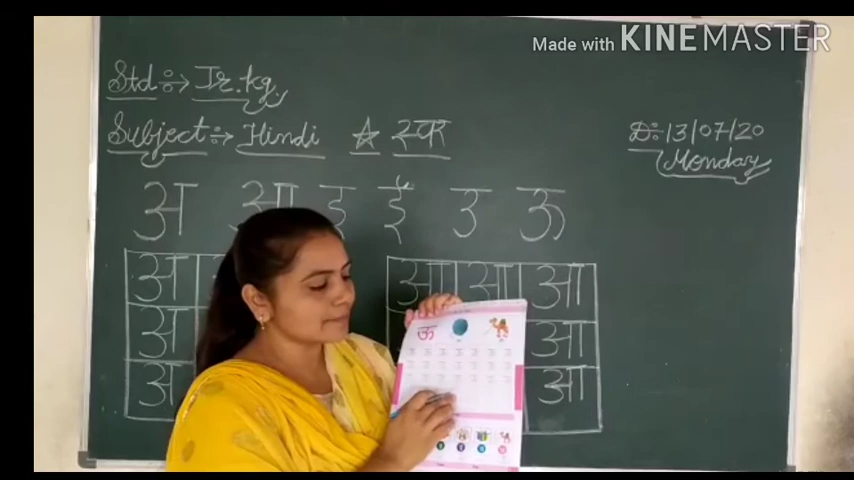 Made with KINEMASTER
Std :-> Jr. kg.
Subject :-> Hindi ☆ स्वर
D:- 13/07/20
Monday
अ आ इ ई उ ऊ
अ आ आ आ
अ आ
अ आ
ऊ